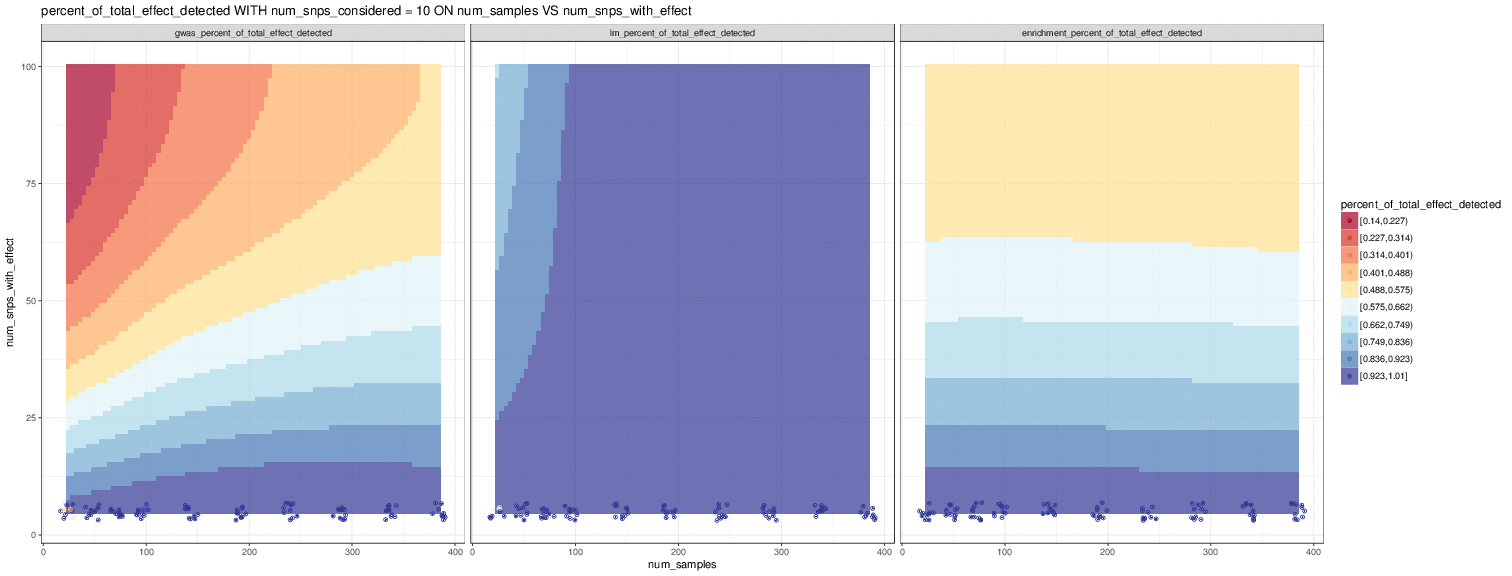 percent_of_total_effect_detected WITH num_snps_considered = 10 ON num_samples VS num_snps_with_effect
gwas_percent_of_total_effect_detected
lm_percent_of_total_effect_detected
enrichment_percent_of_total_effect_detected
100
75
50
25
0
num_snps_with_effect
0 100 200 300 400
0 100 200 300 400
0 100 200 300 400
num_samples
percent_of_total_effect_detected
[0.14,0.227)
[0.227,0.314)
[0.314,0.401)
[0.401,0.488)
[0.488,0.575)
[0.575,0.662)
[0.662,0.749)
[0.749,0.836)
[0.836,0.923)
[0.923,1.01]